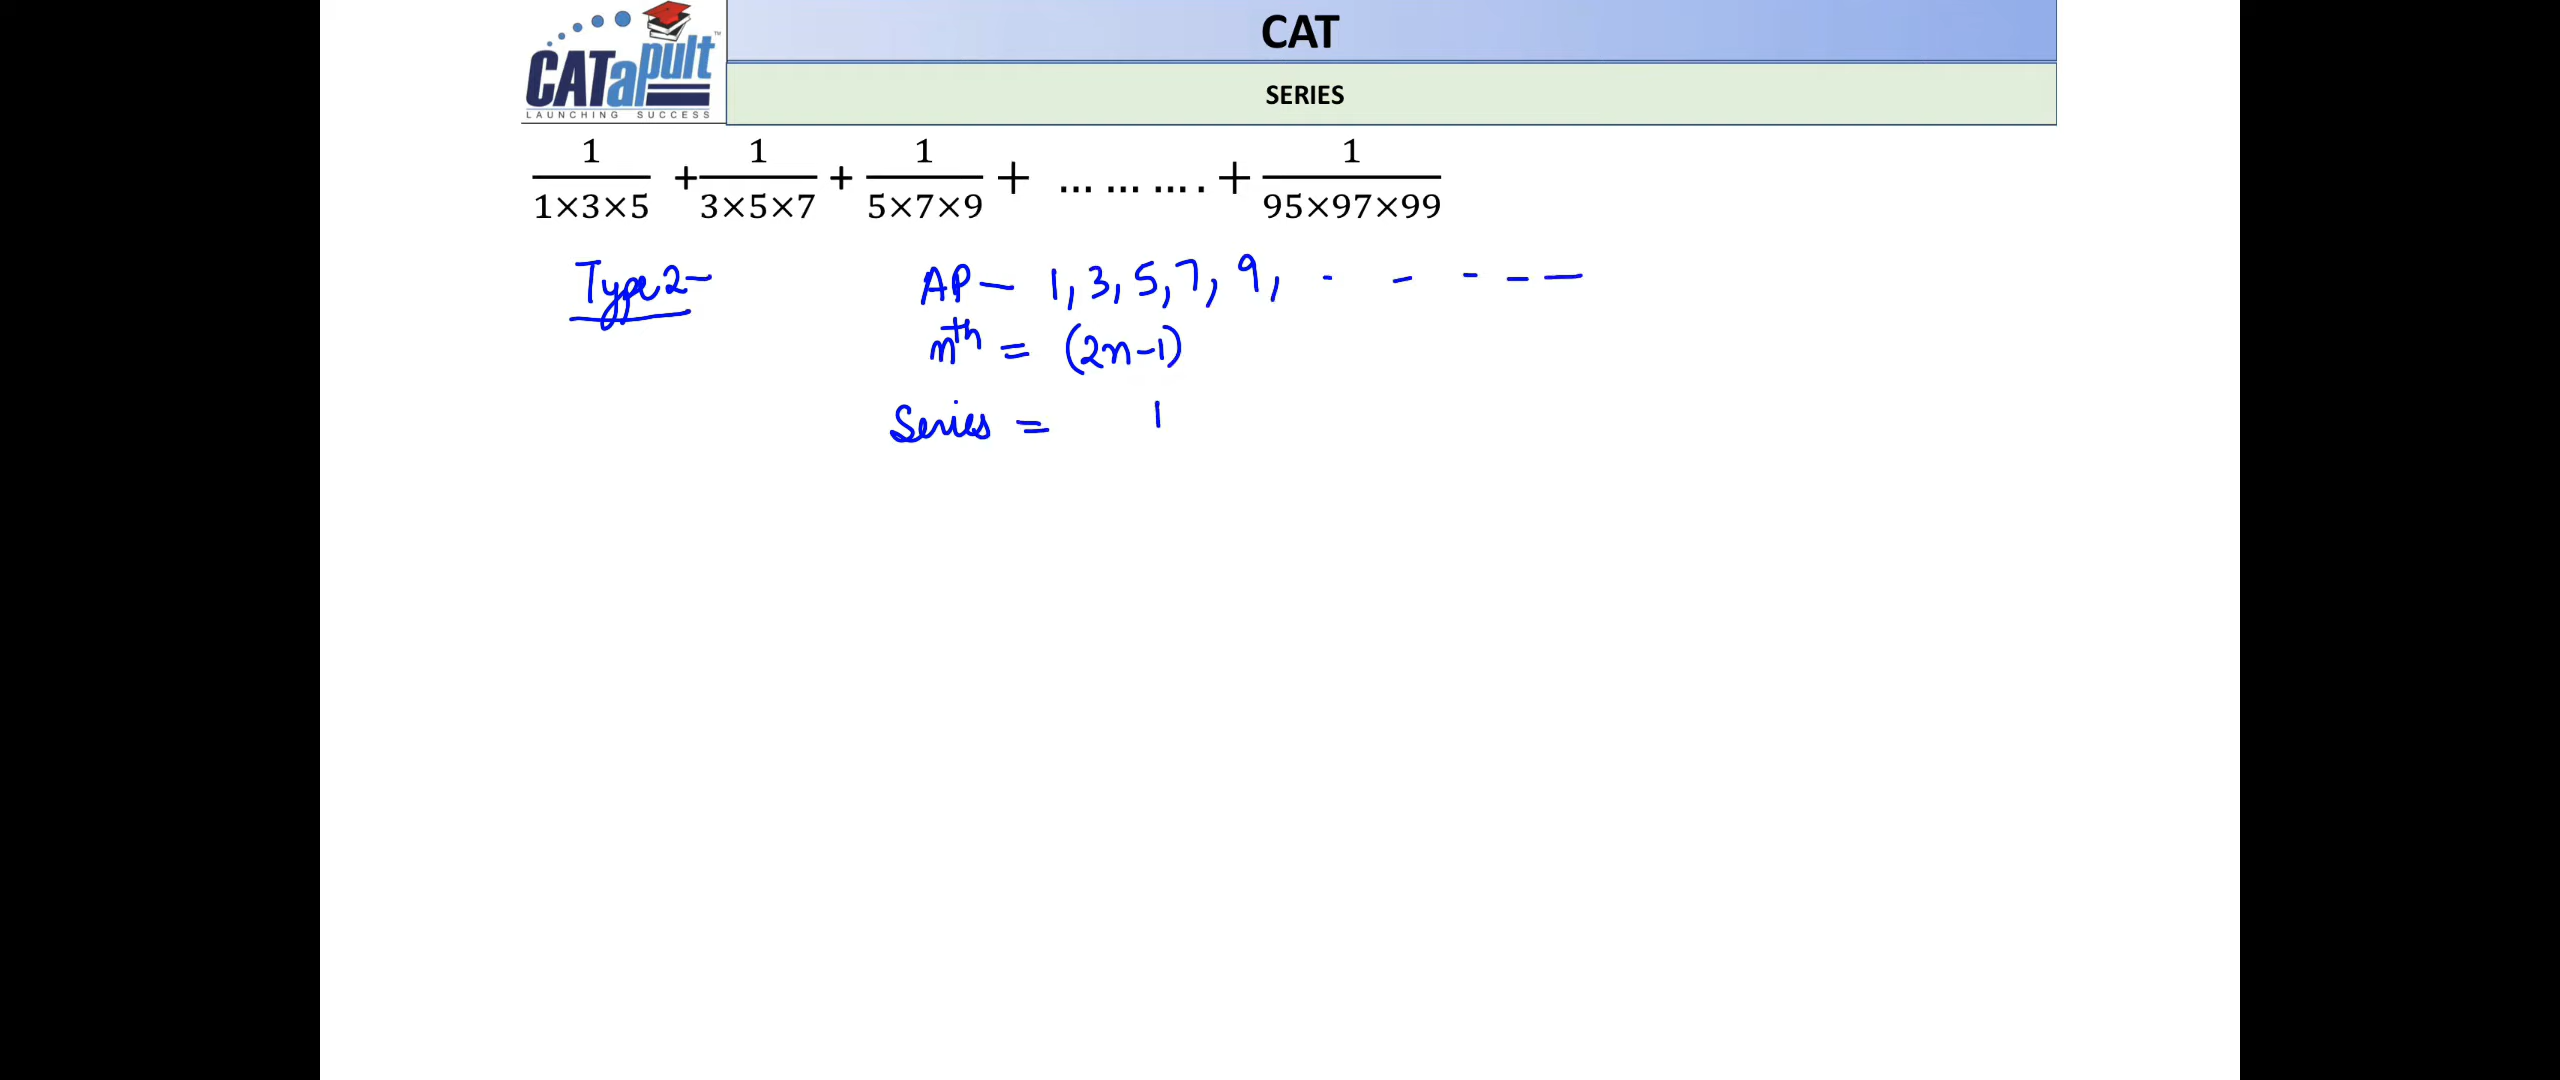 CATapult™
LAUNCHING SUCCESS
CAT
SERIES
1/(1×3×5) + 1/(3×5×7) + 1/(5×7×9) + ... ... ... . + 1/(95×97×99)
Type 2 –
AP – 1, 3, 5, 7, 9, - - - - —
nth = (2n-1)
Series = 1